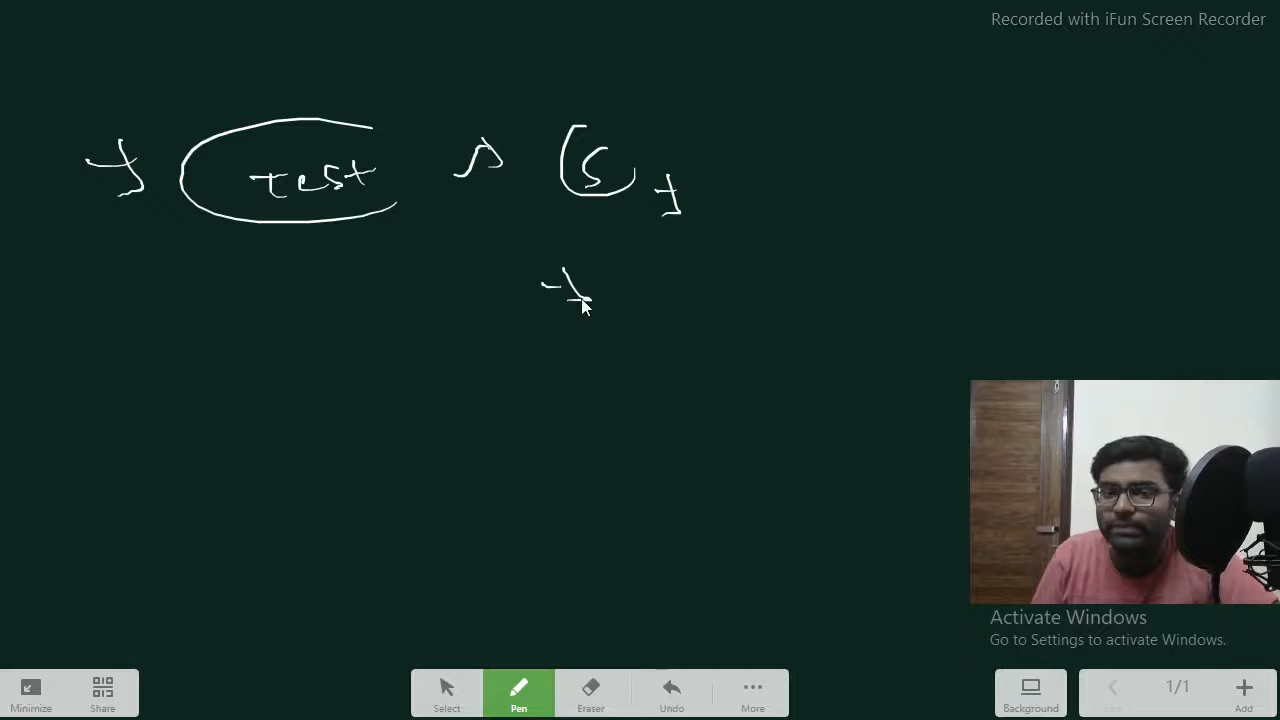 Recorded with iFun Screen Recorder
test
S
Activate Windows
Go to Settings to activate Windows.
Minimize Share Select Pen Eraser Undo More Background 1/1 Add